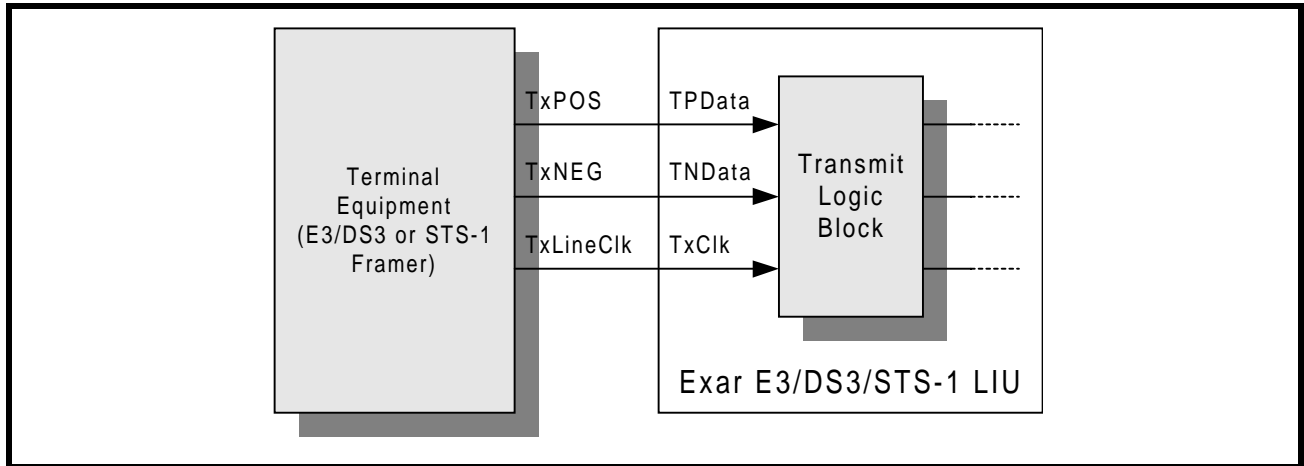 Terminal
Equipment
(E3/DS3 or STS-1
Framer)
TxPOS
TxNEG
TxLineClk
TPData
TNData
TxClk
Transmit
Logic
Block
Exar E3/DS3/STS-1 LIU